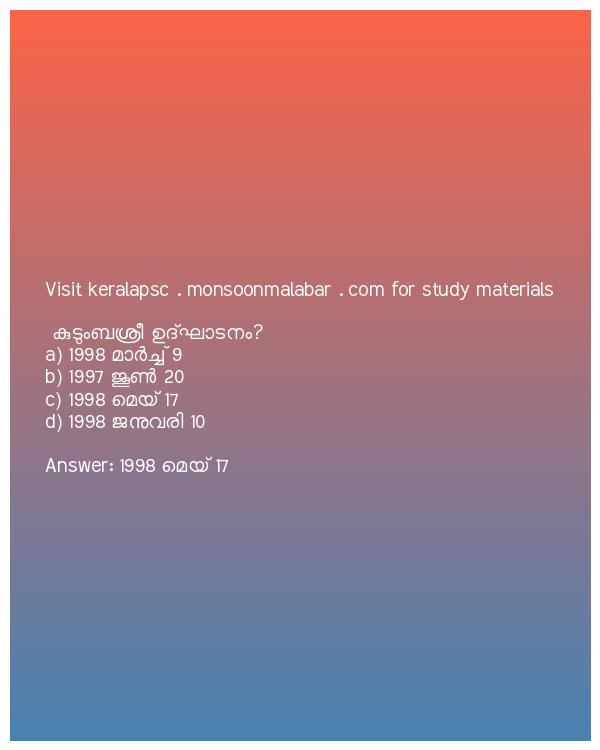 Visit keralapsc . monsoonmalabar . com for study materials
കുടുംബശ്രീ ഉദ്ഘാടനം?
a) 1998 മാർച്ച് 9
b) 1997 ജൂൺ 20
c) 1998 മെയ് 17
d) 1998 ജനുവരി 10
Answer: 1998 മെയ് 17